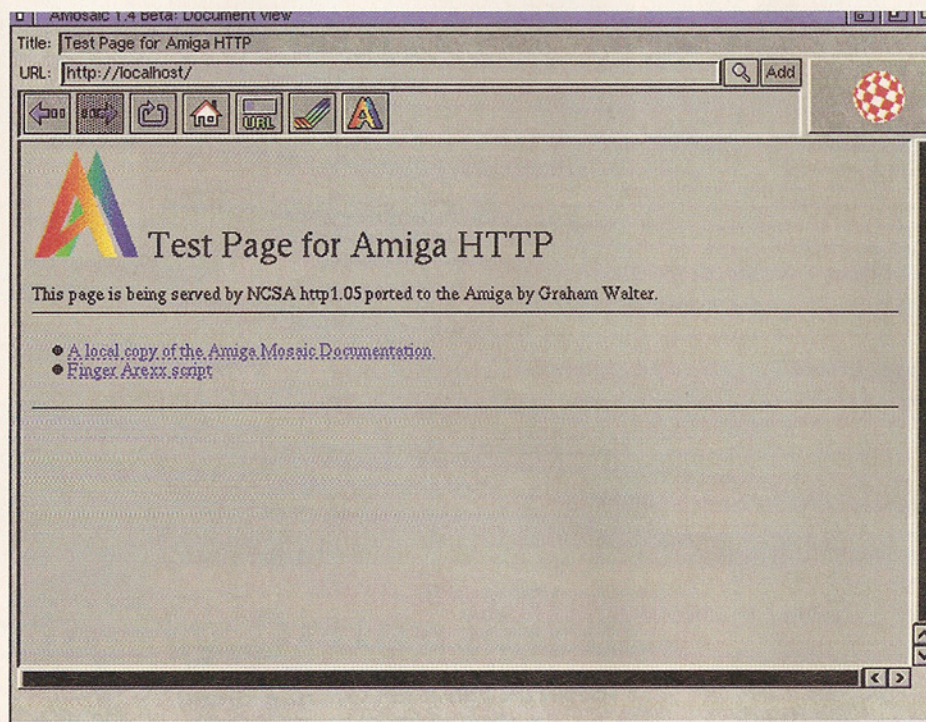 AMosaic 1.4 Beta: Document View
Title: Test Page for Amiga HTTP
URL: http://localhost/ Add
URL
Test Page for Amiga HTTP
This page is being served by NCSA http1.05 ported to the Amiga by Graham Walter.
A local copy of the Amiga Mosaic Documentation
Finger Arexx script